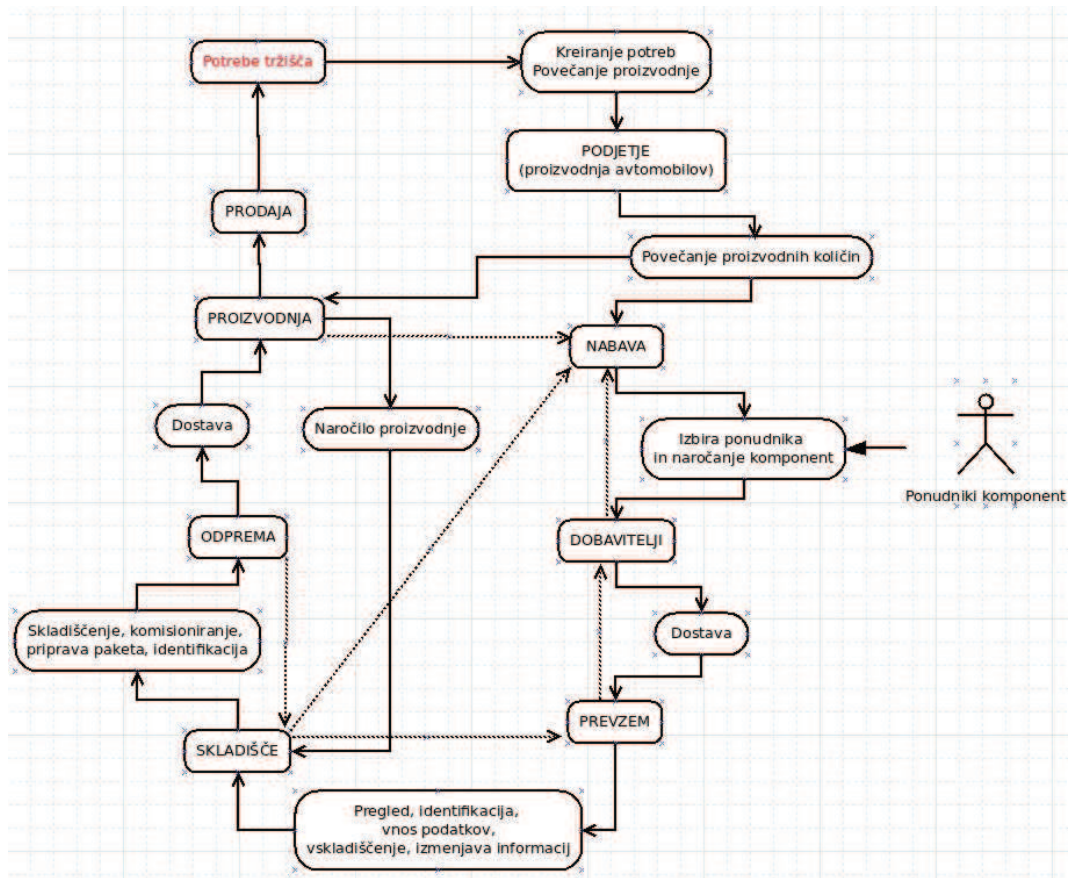 Potrebe tržišča
Kreiranje potreb
Povečanje proizvodnje
PODJETJE
(proizvodnja avtomobilov)
PRODAJA
Povečanje proizvodnih količin
PROIZVODNJA
NABAVA
Dostava
Naročilo proizvodnje
Izbira ponudnika
in naročanje komponent
Ponudniki komponent
ODPREMA
DOBAVITELJI
Skladiščenje, komisioniranje,
priprava paketa, identifikacija
Dostava
PREVZEM
SKLADIŠČE
Pregled, identifikacija,
vnos podatkov,
vskladiščenje, izmenjava informacij